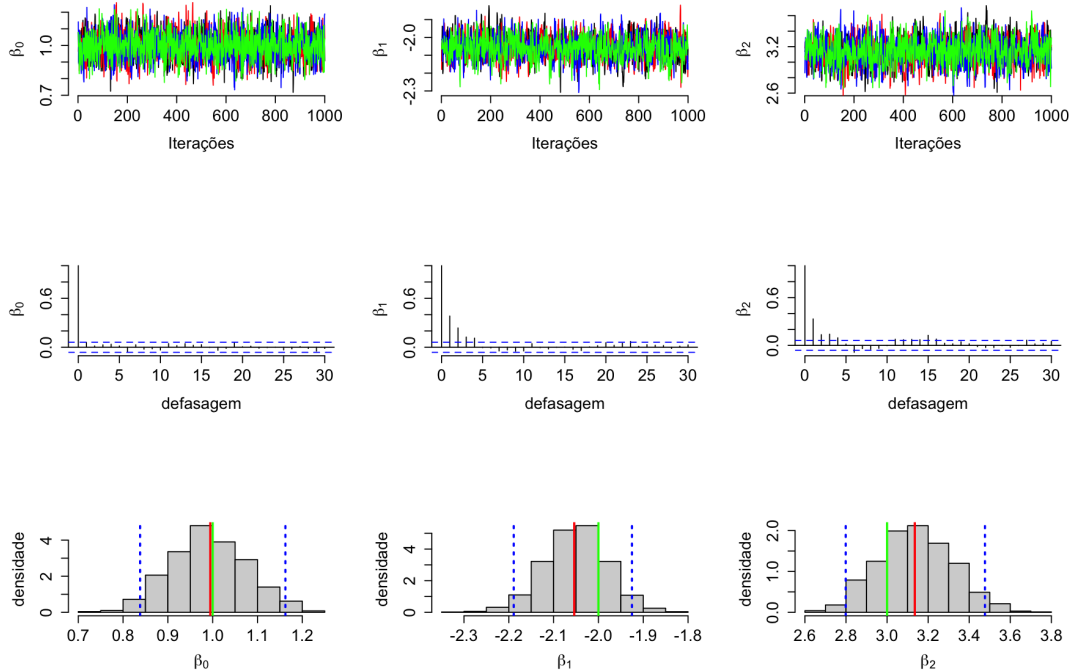 β0
1.0
0.7
0 200 400 600 800 1000
Iterações
β1
-2.0
-2.3
0 200 400 600 800 1000
Iterações
β2
3.2
2.6
0 200 400 600 800 1000
Iterações
β0
0.6
0.0
0 5 10 15 20 25 30
defasagem
β1
0.6
0.0
0 5 10 15 20 25 30
defasagem
β2
0.6
0.0
0 5 10 15 20 25 30
defasagem
densidade
4
2
0
0.7 0.8 0.9 1.0 1.1 1.2
β0
densidade
4
2
0
-2.3 -2.2 -2.1 -2.0 -1.9 -1.8
β1
densidade
2.0
1.0
0.0
2.6 2.8 3.0 3.2 3.4 3.6 3.8
β2